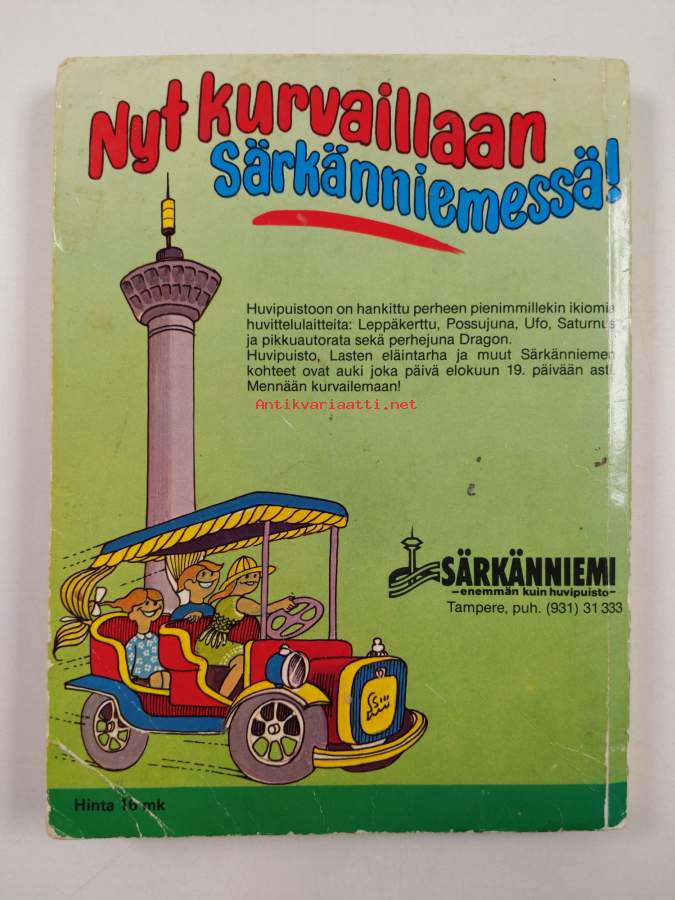 Nyt kurvaillaan
Särkänniemessä!
Huvipuistoon on hankittu perheen pienimmillekin ikiomia
huvittelulaitteita: Leppäkerttu, Possujuna, Ufo, Saturnus
ja pikkuautorata sekä perhejuna Dragon.
Huvipuisto, Lasten eläintarha ja muut Särkänniemen
kohteet ovat auki joka päivä elokuun 19. päivään asti.
Mennään kurvailemaan!
Antikvariaatti.net
SÄRKÄNNIEMI
-enemmän kuin huvipuisto-
Tampere, puh. (931) 31 333
Hinta 16 mk